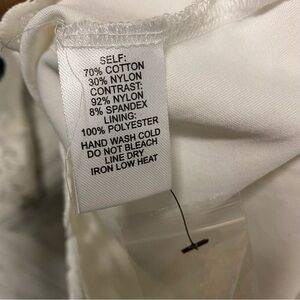 SELF:
70% COTTON
30% NYLON
CONTRAST:
92% NYLON
8% SPANDEX
LINING:
100% POLYESTER
HAND WASH COLD
DO NOT BLEACH
LINE DRY
IRON LOW HEAT